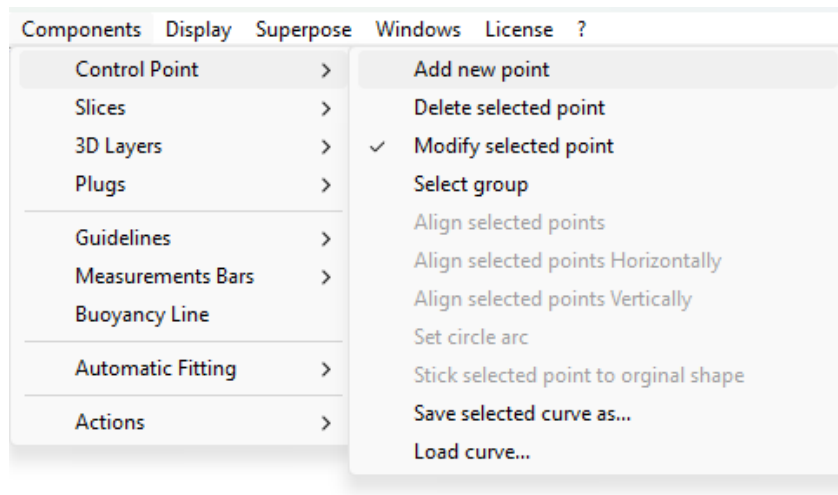 Components Display Superpose Windows License ?
Control Point
Slices
3D Layers
Plugs
Guidelines
Measurements Bars
Buoyancy Line
Automatic Fitting
Actions
Add new point
Delete selected point
Modify selected point
Select group
Align selected points
Align selected points Horizontally
Align selected points Vertically
Set circle arc
Stick selected point to orginal shape
Save selected curve as...
Load curve...